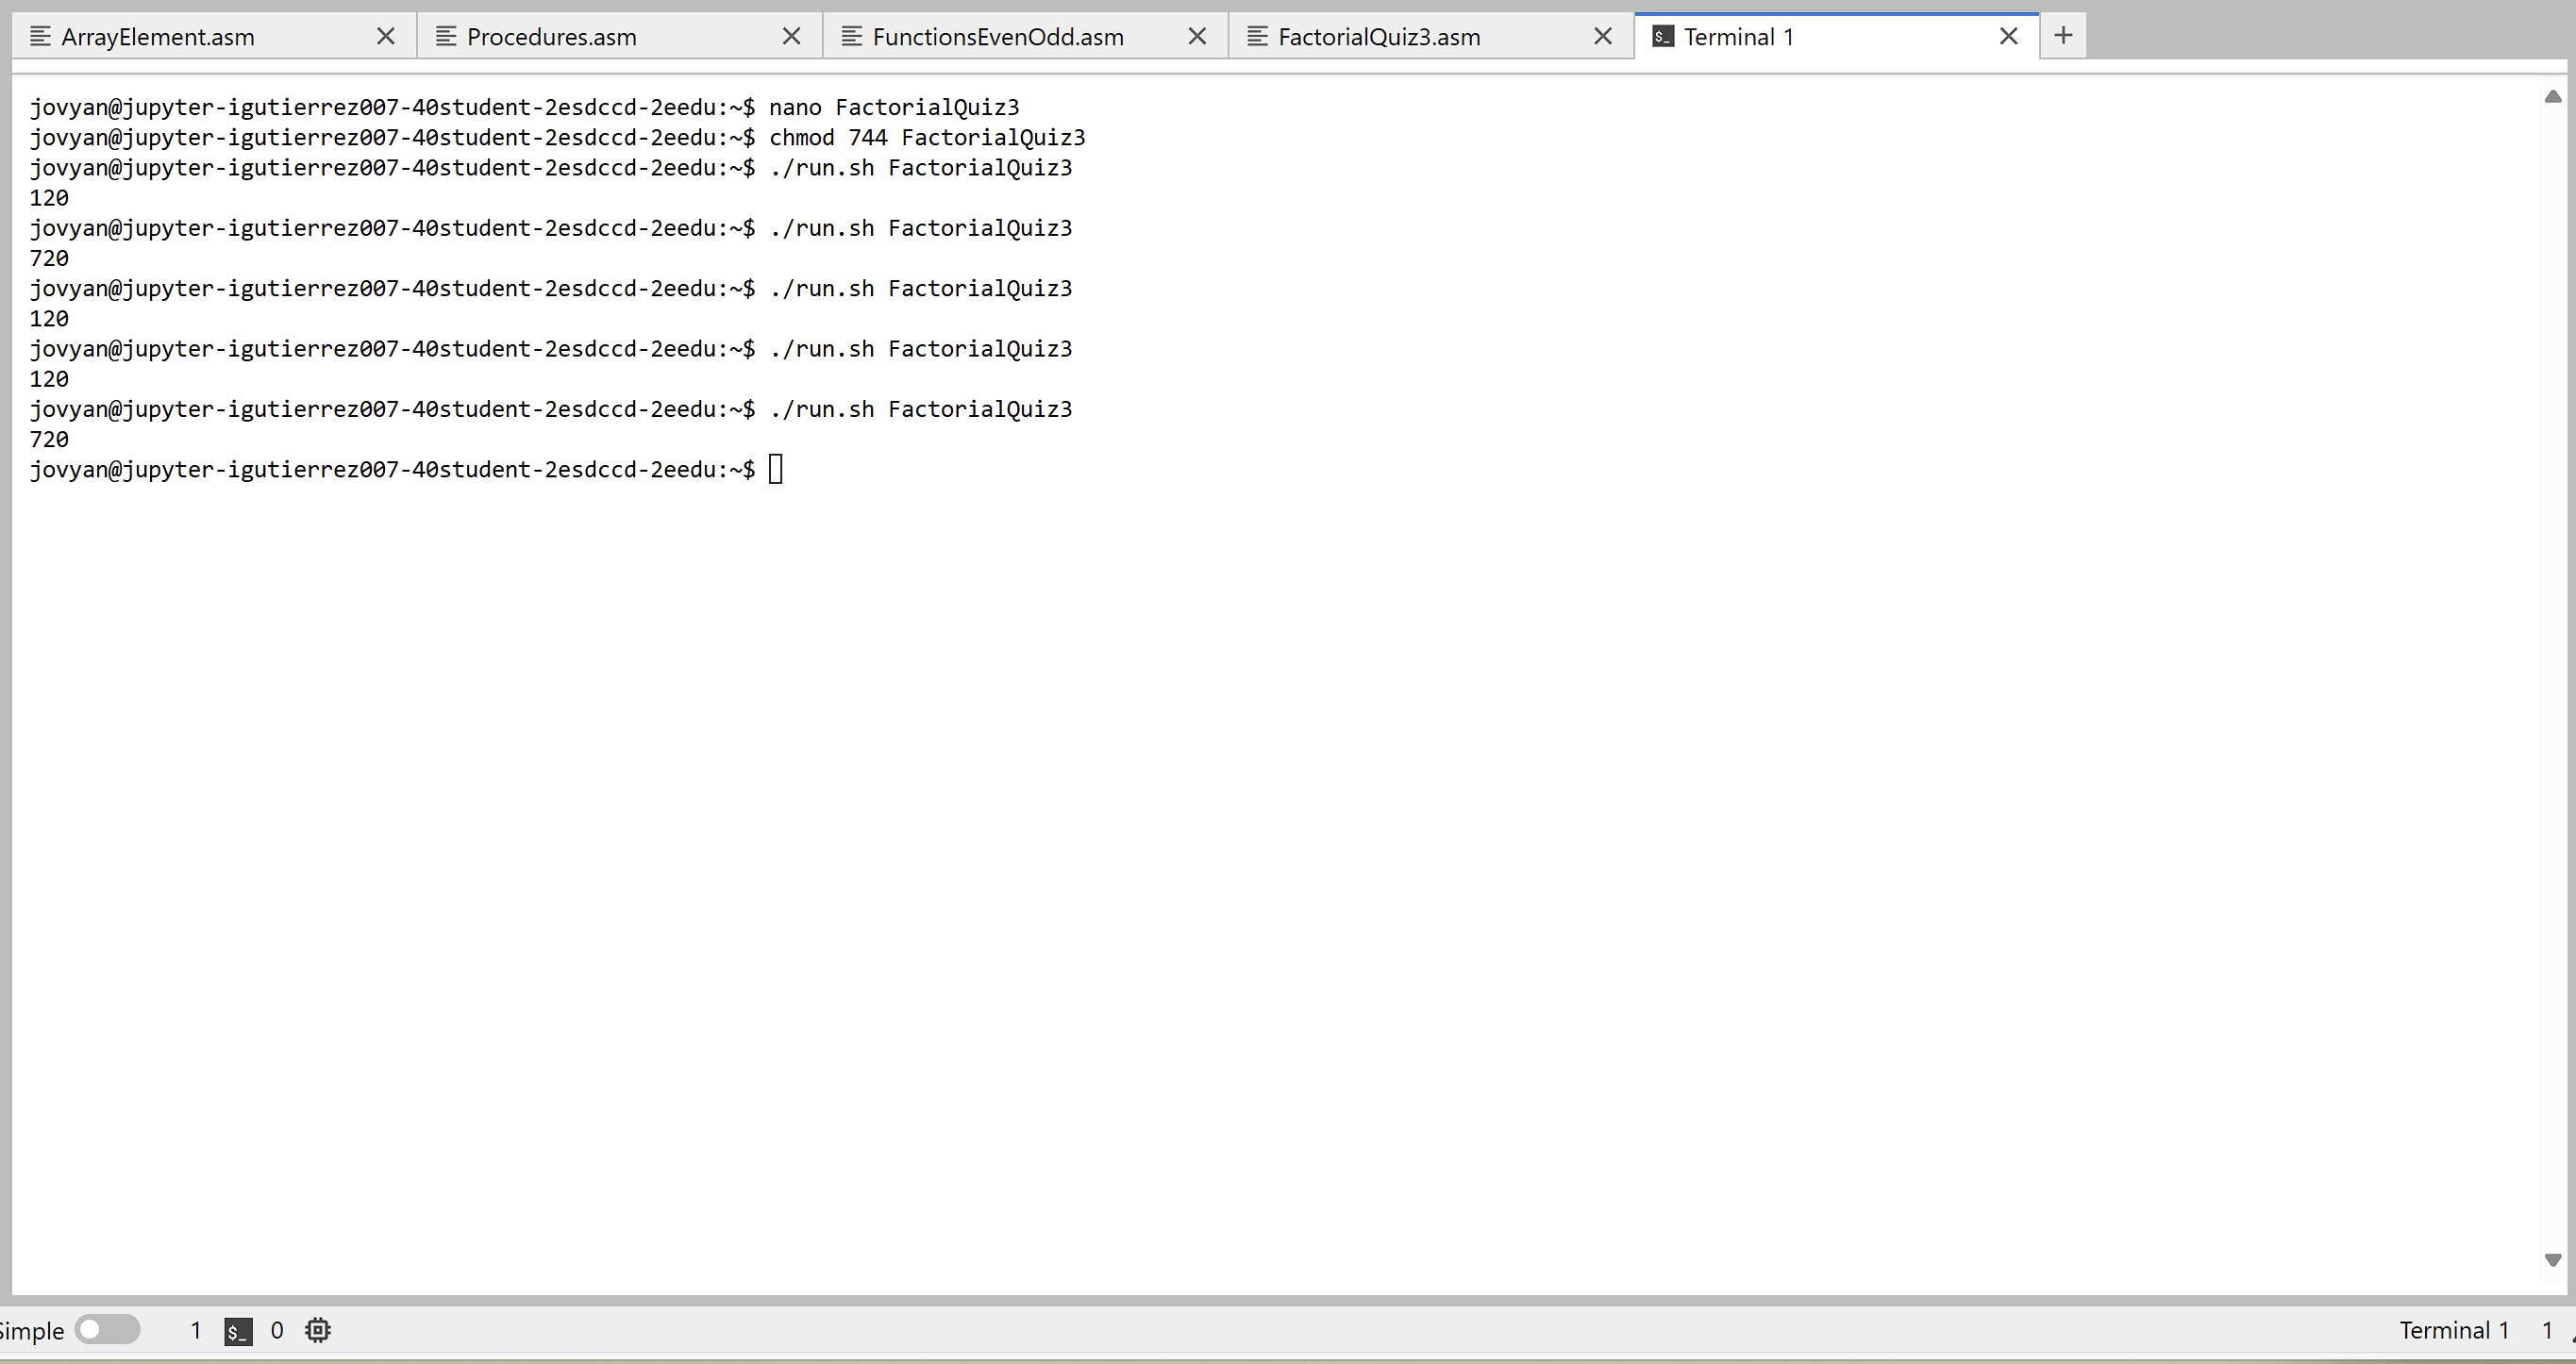 ArrayElement.asm
Procedures.asm
FunctionsEvenOdd.asm
FactorialQuiz3.asm
$_ Terminal 1
jovyan@jupyter-igutierrez007-40student-2esdccd-2eedu:~$ nano FactorialQuiz3
jovyan@jupyter-igutierrez007-40student-2esdccd-2eedu:~$ chmod 744 FactorialQuiz3
jovyan@jupyter-igutierrez007-40student-2esdccd-2eedu:~$ ./run.sh FactorialQuiz3
120
jovyan@jupyter-igutierrez007-40student-2esdccd-2eedu:~$ ./run.sh FactorialQuiz3
720
jovyan@jupyter-igutierrez007-40student-2esdccd-2eedu:~$ ./run.sh FactorialQuiz3
120
jovyan@jupyter-igutierrez007-40student-2esdccd-2eedu:~$ ./run.sh FactorialQuiz3
120
jovyan@jupyter-igutierrez007-40student-2esdccd-2eedu:~$ ./run.sh FactorialQuiz3
720
jovyan@jupyter-igutierrez007-40student-2esdccd-2eedu:~$
Simple 1 $_ 0
Terminal 1 1